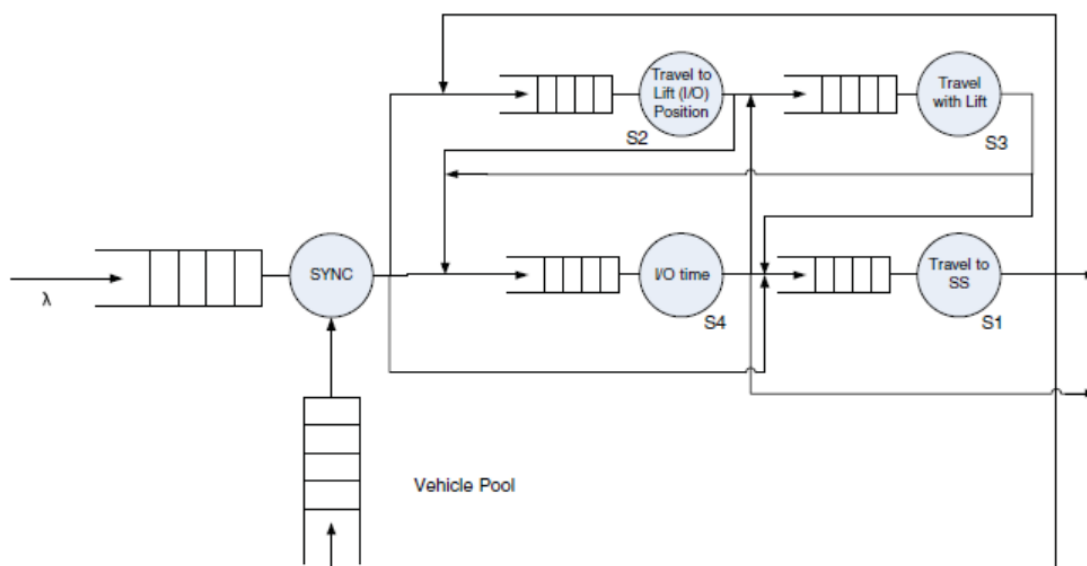 Travel to
Lift (I/O)
Position
S2
Travel
with Lift
S3
λ
SYNC
I/O time
S4
Travel to
SS
S1
Vehicle Pool